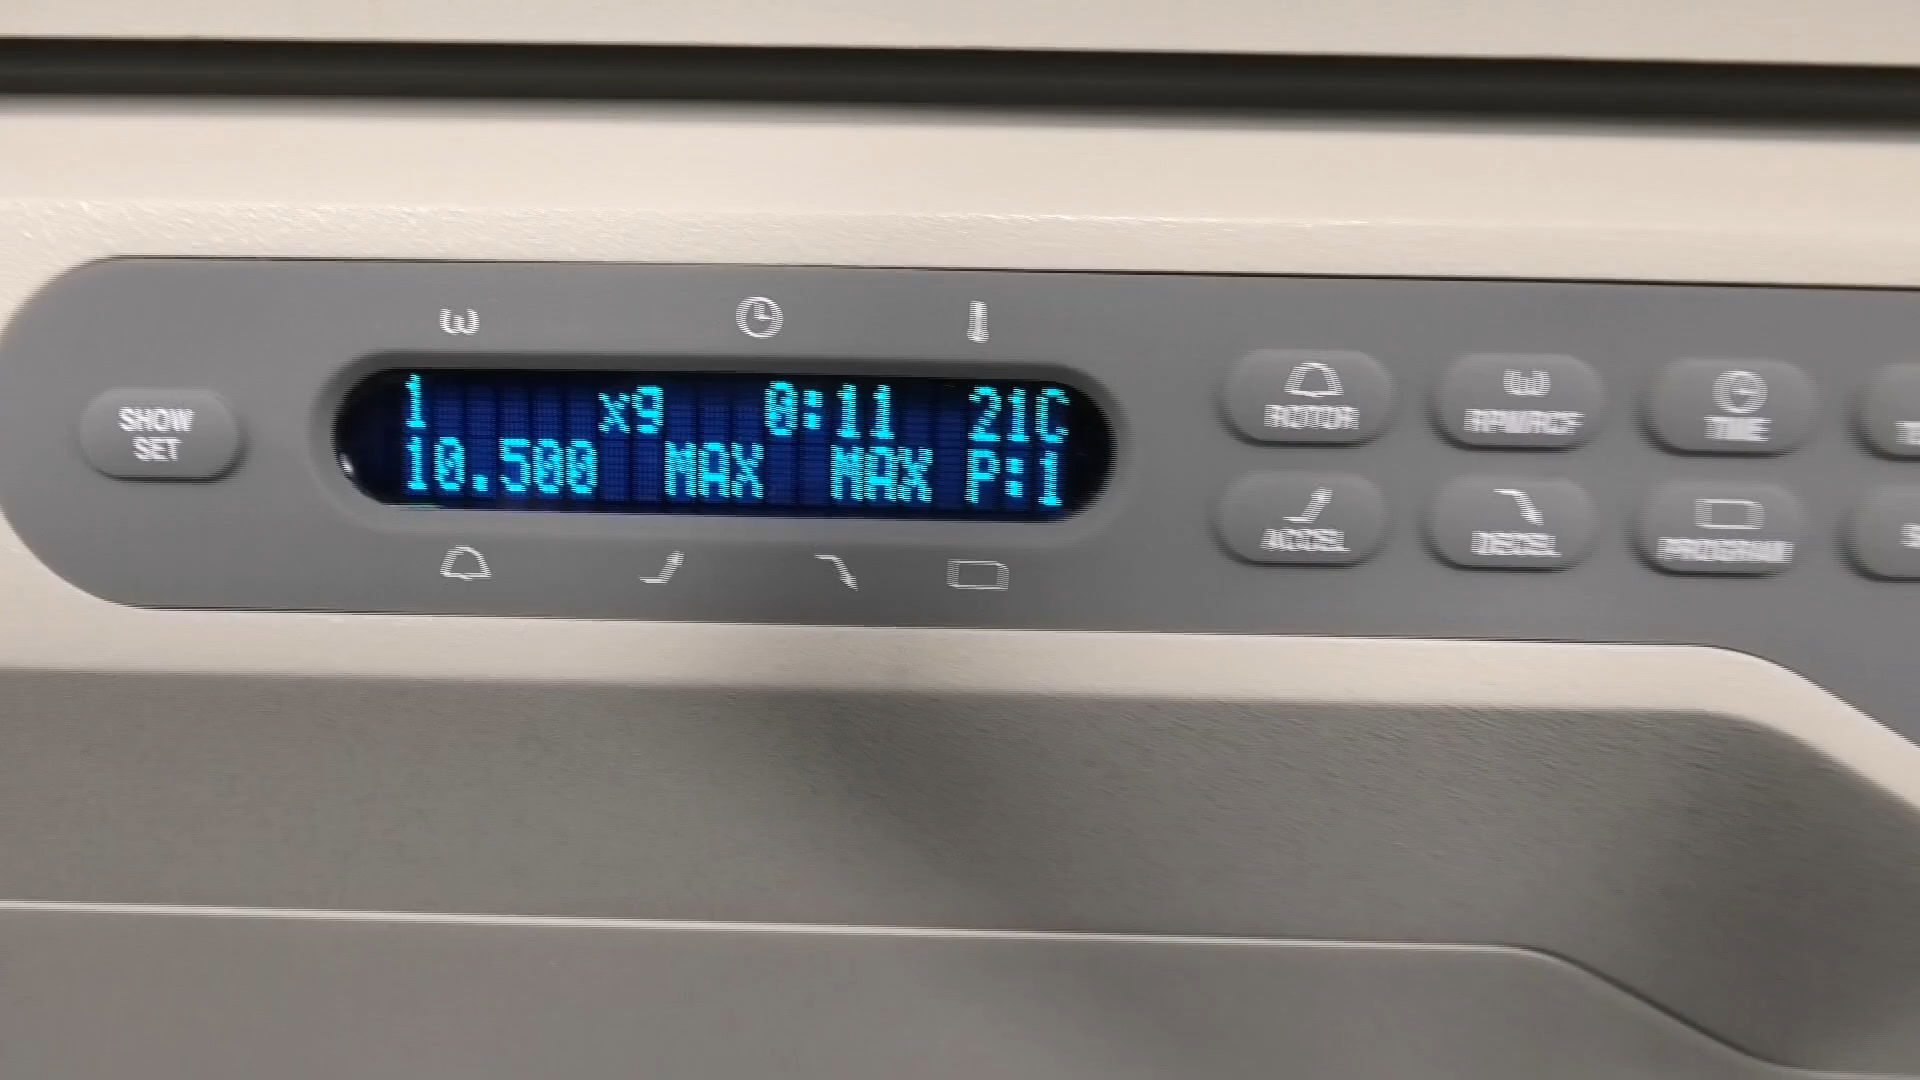 ω
1 x9 0:11 21C
10.500 MAX MAX P:1
SHOW
SET
ROTOR
ω
RPM/RCF
TIME
ACCEL
DECEL
PROGRAM